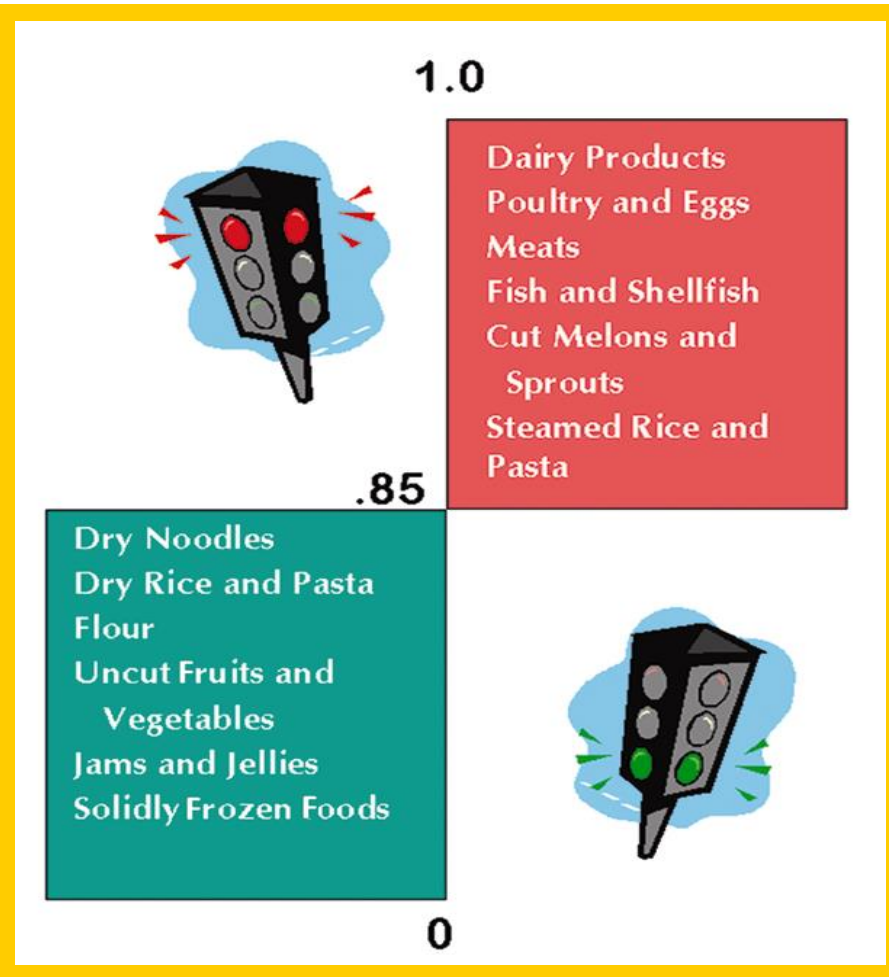 1.0
Dairy Products
Poultry and Eggs
Meats
Fish and Shellfish
Cut Melons and
Sprouts
Steamed Rice and
Pasta
.85
Dry Noodles
Dry Rice and Pasta
Flour
Uncut Fruits and
Vegetables
Jams and Jellies
Solidly Frozen Foods
0